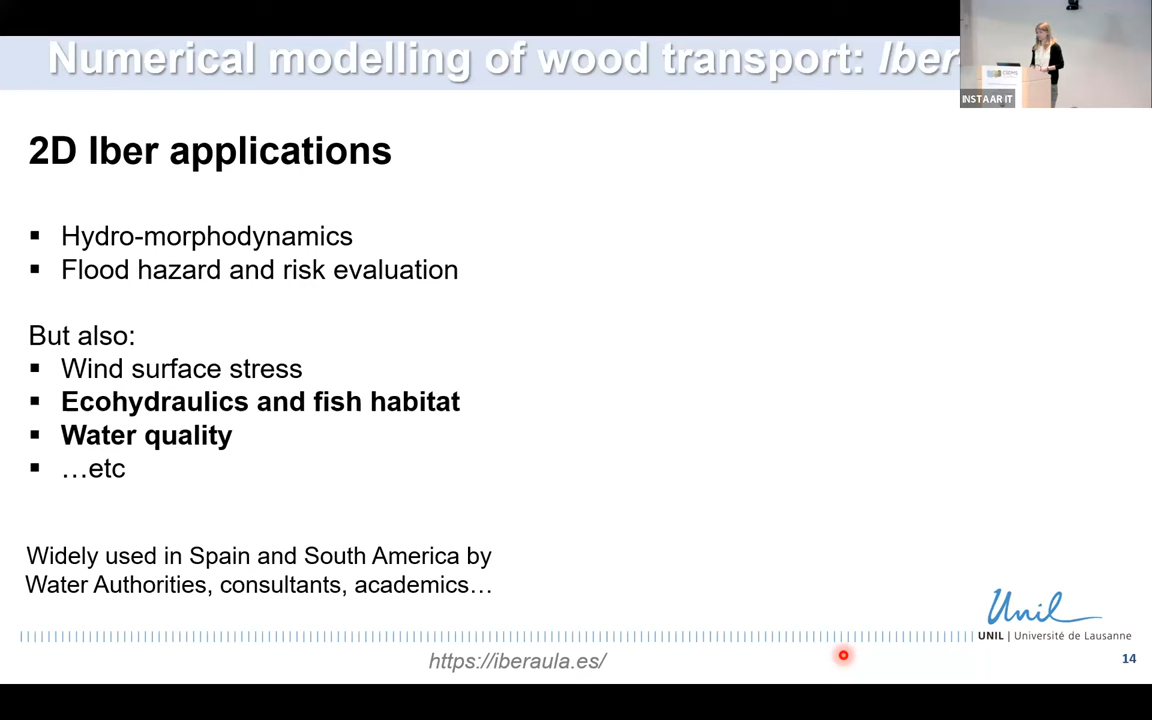 Numerical modelling of wood transport: Iber
INSTAAR IT
2D Iber applications
▪ Hydro-morphodynamics
▪ Flood hazard and risk evaluation
But also:
▪ Wind surface stress
▪ Ecohydraulics and fish habitat
▪ Water quality
▪ …etc
Widely used in Spain and South America by
Water Authorities, consultants, academics…
Unil
UNIL | Université de Lausanne
https://iberaula.es/
14